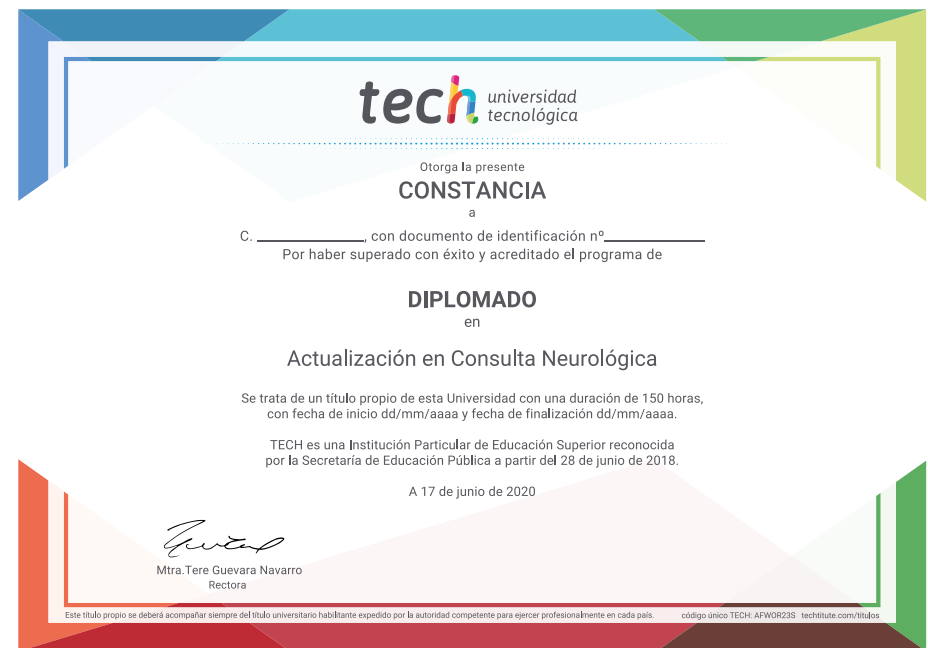 tech universidad
tecnológica
Otorga la presente
CONSTANCIA
a
C. ______________, con documento de identificación nº_____________
Por haber superado con éxito y acreditado el programa de
DIPLOMADO
en
Actualización en Consulta Neurológica
Se trata de un título propio de esta Universidad con una duración de 150 horas,
con fecha de inicio dd/mm/aaaa y fecha de finalización dd/mm/aaaa.
TECH es una Institución Particular de Educación Superior reconocida
por la Secretaría de Educación Pública a partir del 28 de junio de 2018.
A 17 de junio de 2020
Mtra.Tere Guevara Navarro
Rectora
Este título propio se deberá acompañar siempre del título universitario habilitante expedido por la autoridad competente para ejercer profesionalmente en cada país. código único TECH: AFWOR23S techtitute.com/titulos